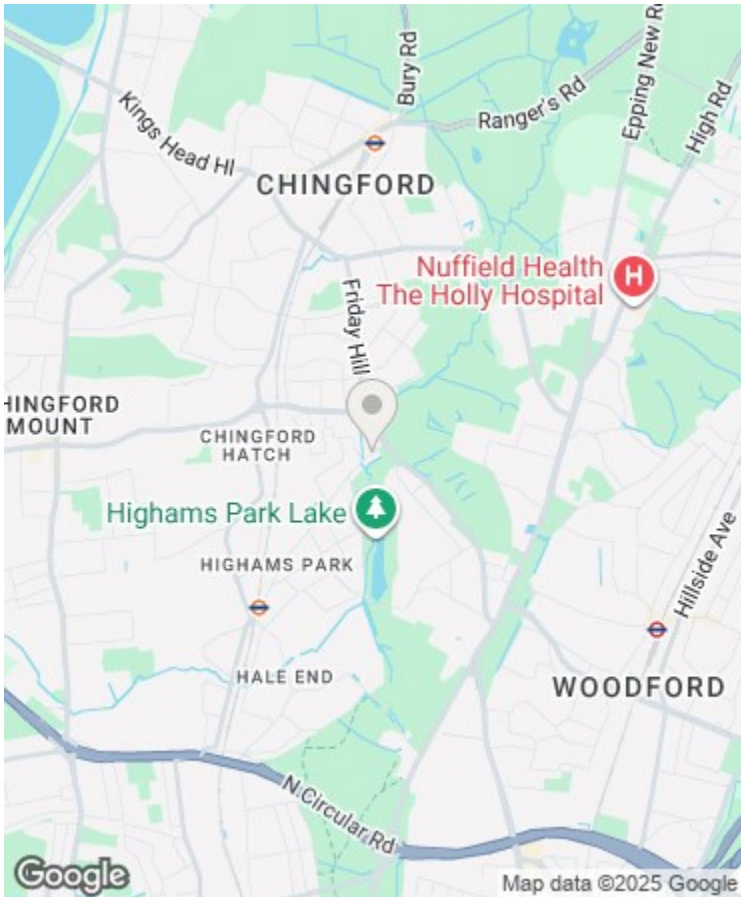 Bury Rd
Ranger's Rd
Epping New R
High Rd
Kings Head Hl
CHINGFORD
Nuffield Health
The Holly Hospital
H
Friday Hill
HINGFORD
MOUNT
CHINGFORD
HATCH
Highams Park Lake
HIGHAMS PARK
Hillside Ave
HALE END
WOODFORD
N Circular Rd
Google
Map data ©2025 Google